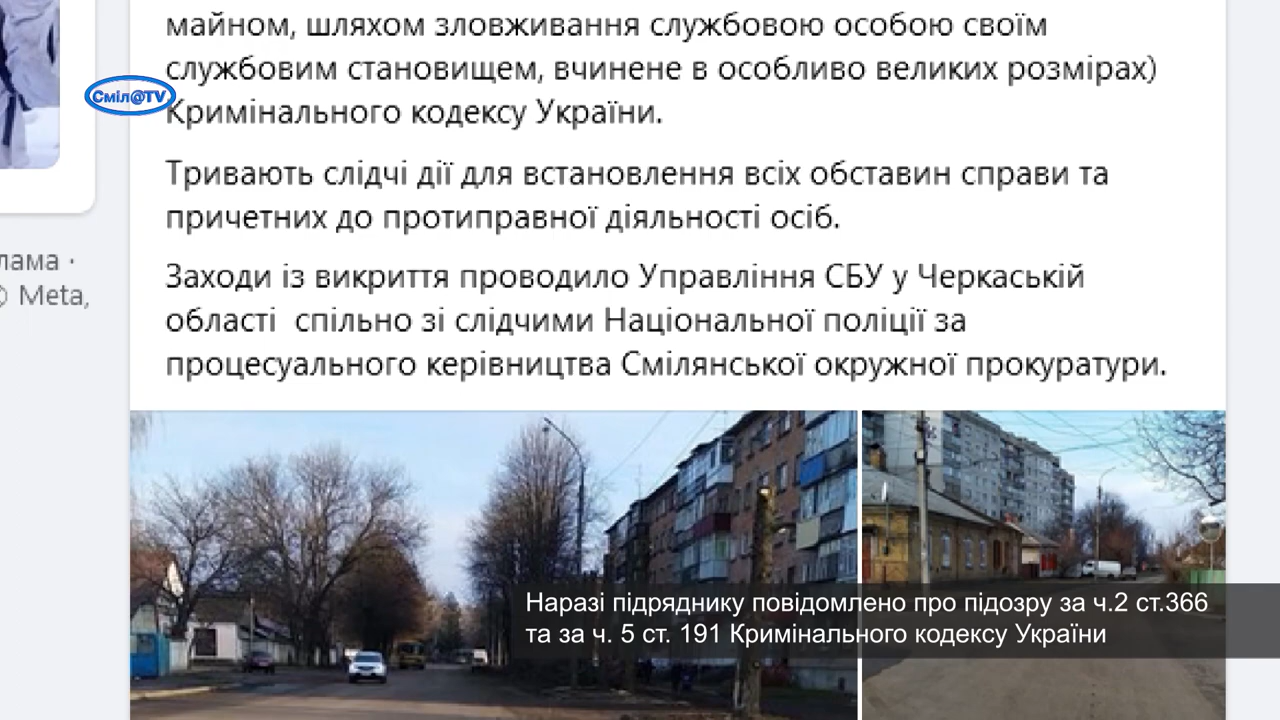 майном, шляхом зловживання службовою особою своїм
службовим становищем, вчинене в особливо великих розмірах)
Сміл@TV
Кримінального кодексу України.
Тривають слідчі дії для встановлення всіх обставин справи та
причетних до протиправної діяльності осіб.
лама ·
© Meta,
Заходи із викриття проводило Управління СБУ у Черкаській
області спільно зі слідчими Національної поліції за
процесуального керівництва Смілянської окружної прокуратури.
Наразі підряднику повідомлено про підозру за ч.2 ст.366
та за ч. 5 ст. 191 Кримінального кодексу України